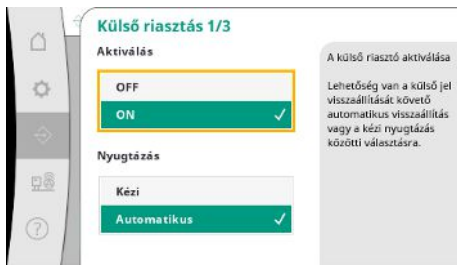 Külső riasztás 1/3
Aktiválás
OFF
ON
Nyugtázás
Kézi
Automatikus
A külső riasztó aktiválása
Lehetőség van a külső jel
visszaállítását követő
automatikus visszaállítás
vagy a kézi nyugtázás
közötti választásra.